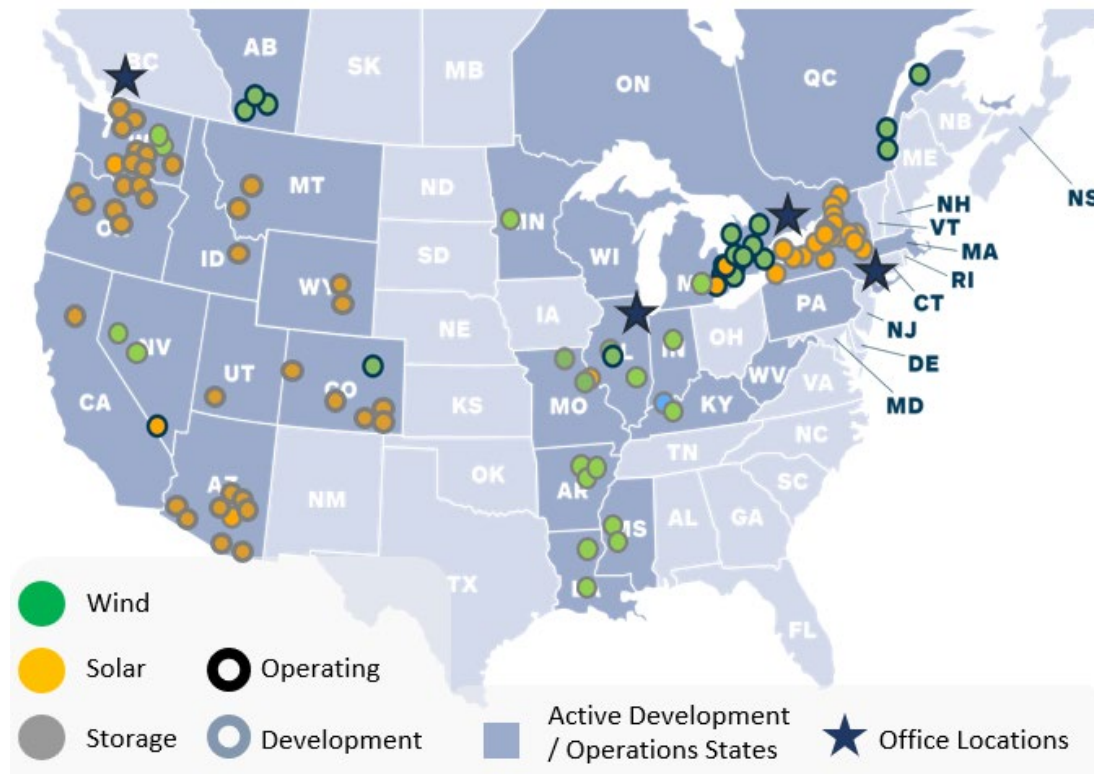 BC
AB
SK
MB
ON
QC
NB
ME
NS
NH
VT
MA
RI
CT
NJ
DE
MD
MT
ND
MN
SD
WI
ID
WY
NE
IA
IL
IN
OH
PA
WV
VA
KY
NV
UT
CO
KS
MO
CA
TN
NC
SC
AZ
NM
OK
AR
MS
AL
GA
TX
LA
FL
Wind
Solar
Operating
Storage
Development
Active Development
/ Operations States
Office Locations